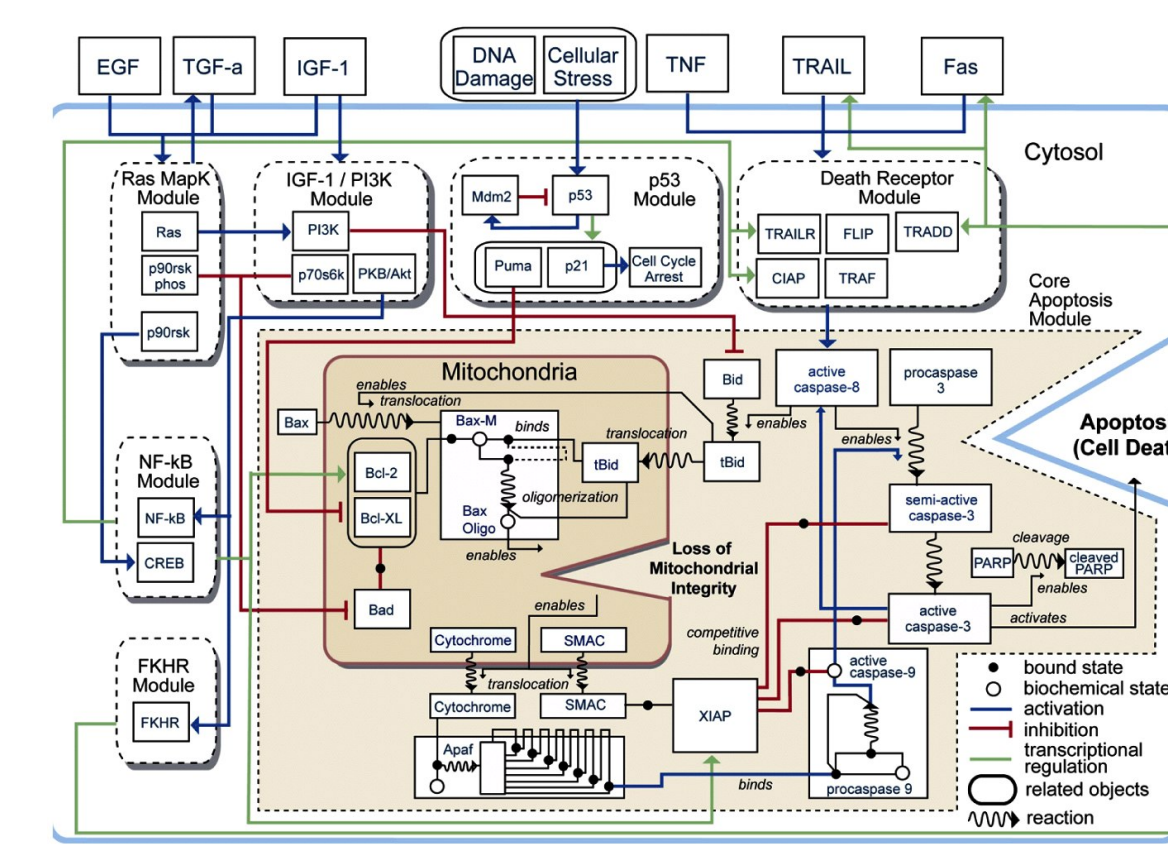 EGF
TGF-a
IGF-1
DNA
Damage
Cellular
Stress
TNF
TRAIL
Fas
Cytosol
Ras MapK
Module
Ras
p90rsk
phos
p90rsk
IGF-1 / PI3K
Module
PI3K
p70s6k
PKB/Akt
p53
Module
Mdm2
p53
Puma
p21
Cell Cycle
Arrest
Death Receptor
Module
TRAILR
FLIP
TRADD
CIAP
TRAF
Core
Apoptosis
Module
NF-kB
Module
NF-kB
CREB
FKHR
Module
FKHR
Mitochondria
enables
translocation
Bax
Bax-M
binds
Bcl-2
Bcl-XL
Bax
Oligo
oligomerization
enables
tBid
translocation
tBid
Bid
enables
active
caspase-8
procaspase
3
enables
Apoptos
(Cell Deat
semi-active
caspase-3
cleavage
PARP
cleaved
PARP
enables
active
caspase-3
activates
Loss of
Mitochondrial
Integrity
Bad
enables
Cytochrome
SMAC
translocation
Cytochrome
SMAC
Apaf
competitive
binding
XIAP
active
caspase-9
binds
procaspase 9
bound state
biochemical state
activation
inhibition
transcriptional
regulation
related objects
reaction